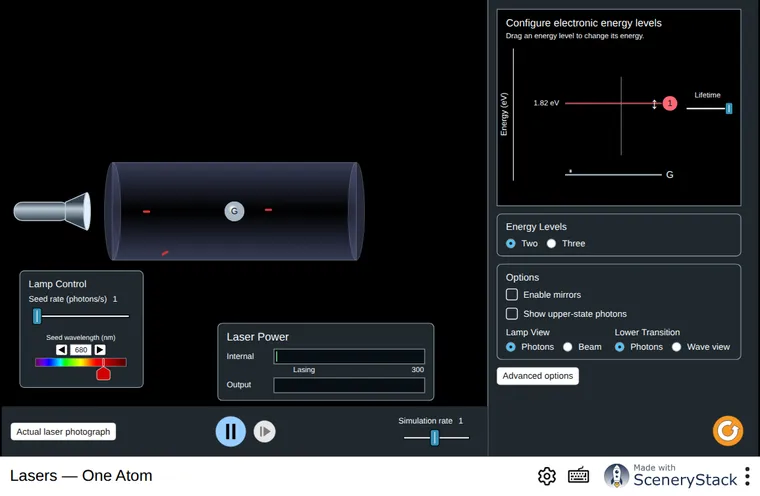 Configure electronic energy levels
Drag an energy level to change its energy.
Energy (eV)
1.82 eV
1
Lifetime
G
G
Energy Levels
Two
Three
Lamp Control
Seed rate (photons/s) 1
Seed wavelength (nm)
680
Laser Power
Internal
Lasing 300
Output
Options
Enable mirrors
Show upper-state photons
Lamp View
Photons
Beam
Lower Transition
Photons
Wave view
Advanced options
Actual laser photograph
Simulation rate 1
Lasers — One Atom
Made with
SceneryStack